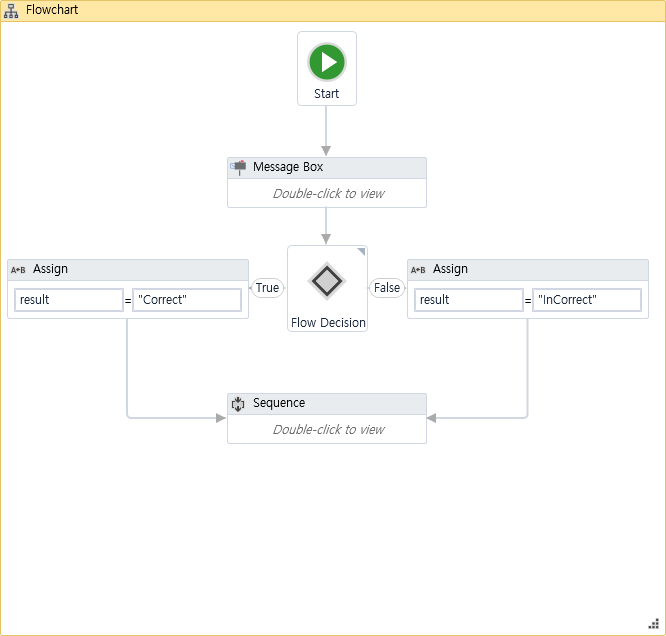 Flowchart
Start
Message Box
Double-click to view
A+B Assign
result = "Correct"
True
Flow Decision
False
A+B Assign
result = "InCorrect"
Sequence
Double-click to view